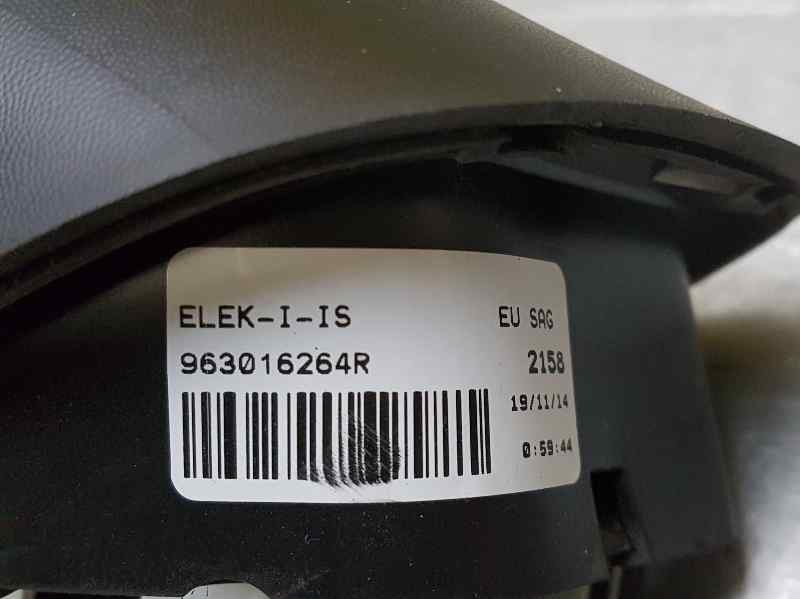 ELEK-I-IS EU SAG
963016264R 2158
19/11/14
0:59:44